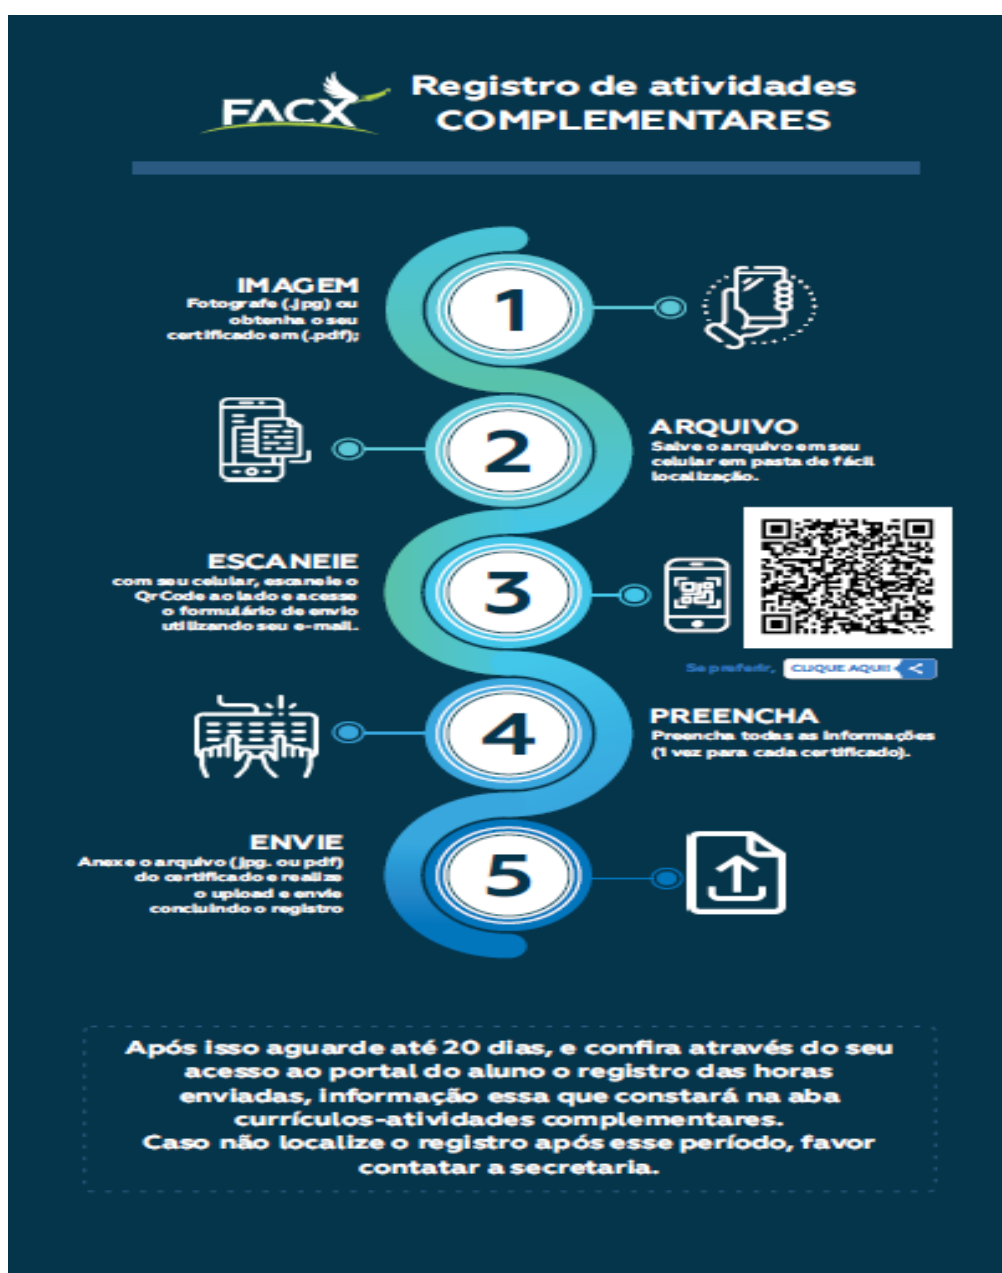 FACX
Registro de atividades
COMPLEMENTARES
1
IMAGEM
Fotografe (.jpg) ou
obtenha o seu
certificado em (.pdf);
2
ARQUIVO
Salve o arquivo em seu
celular em pasta de fácil
localização.
3
ESCANEIE
com seu celular, escaneie o
QrCode ao lado e acesse
o formulário de envio
utilizando seu e-mail.
Se preferir, CLIQUE AQUI!
4
PREENCHA
Preencha todas as informações
(1 vez para cada certificado).
5
ENVIE
Anexe o arquivo (jpg. ou pdf)
do certificado e realize
o upload e envie
concluindo o registro
Após isso aguarde até 20 dias, e confira através do seu
acesso ao portal do aluno o registro das horas
enviadas, informação essa que constará na aba
currículos-atividades complementares.
Caso não localize o registro após esse período, favor
contatar a secretaria.